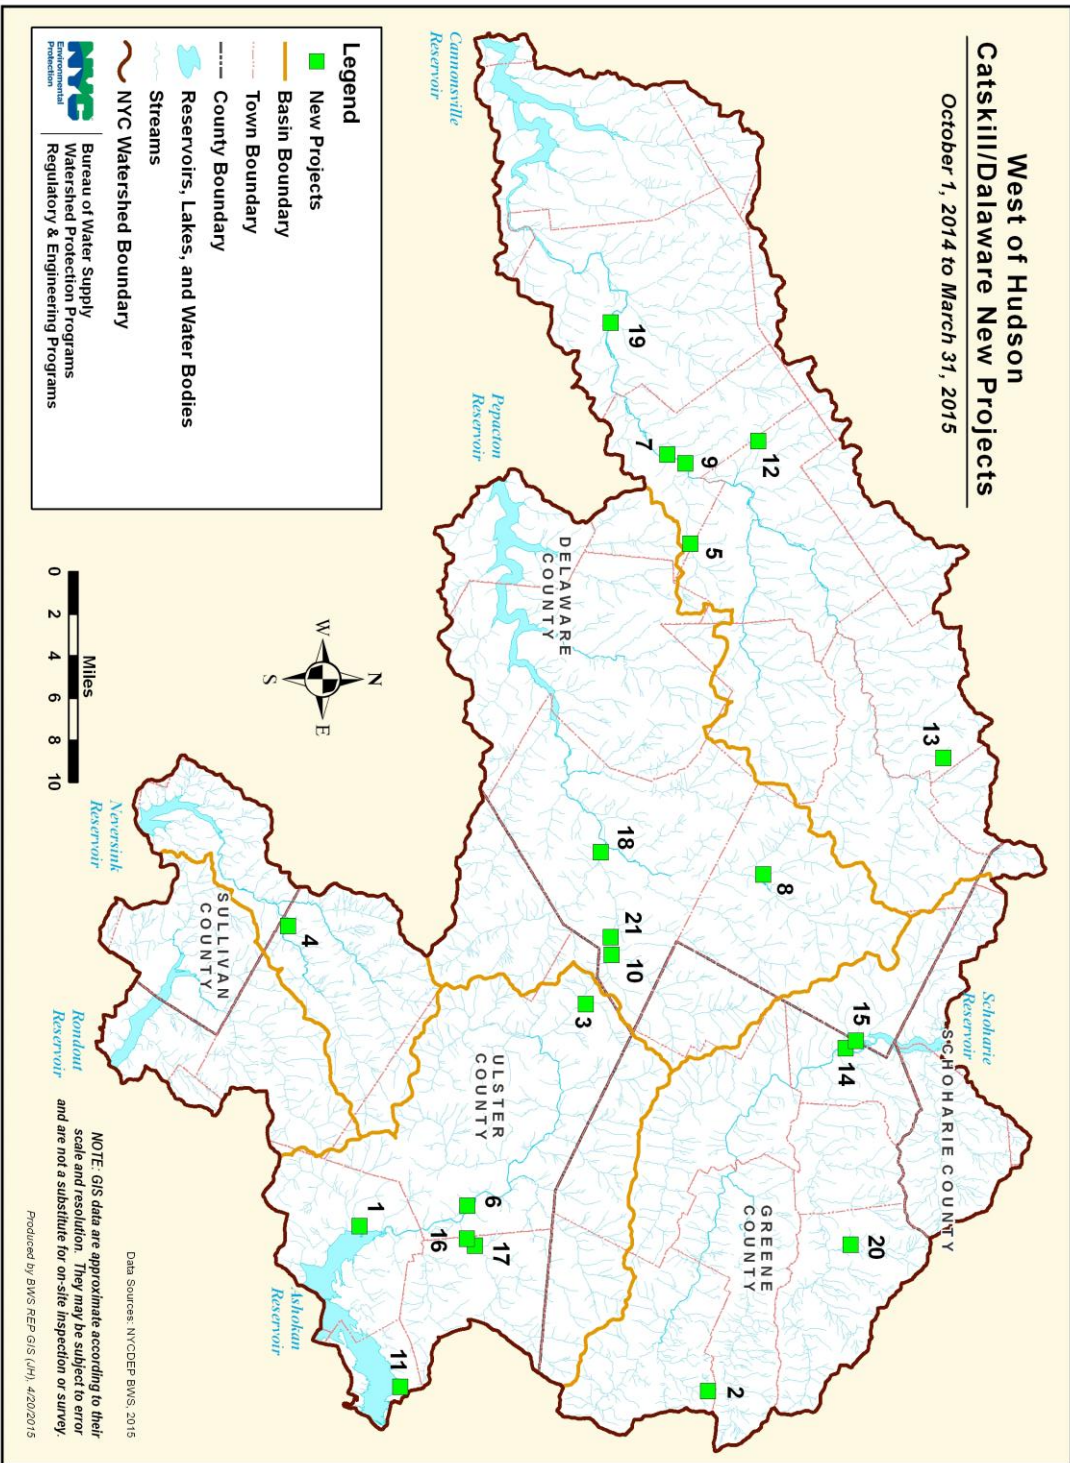 West of Hudson
Catskill/Dalaware New Projects
October 1, 2014 to March 31, 2015
Cannonsville
Reservoir
Pepacton
Reservoir
Neversink
Reservoir
Rondout
Reservoir
Ashokan
Reservoir
Schoharie
Reservoir
DELAWARE
COUNTY
SULLIVAN
COUNTY
ULSTER
COUNTY
GREENE
COUNTY
SCHOHARIE COUNTY
19
12
7
9
5
13
18
8
21
10
3
4
15
14
6
1
16
17
20
11
2
Legend
New Projects
Basin Boundary
Town Boundary
County Boundary
Reservoirs, Lakes, and Water Bodies
Streams
NYC Watershed Boundary
NYC
Environmental
Protection
Bureau of Water Supply
Watershed Protection Programs
Regulatory & Engineering Programs
N
W
E
S
Miles
0 2 4 6 8 10
Data Sources: NYCDEP BWS, 2015
NOTE: GIS data are approximate according to their
scale and resolution. They may be subject to error
and are not a substitute for on-site inspection or survey.
Produced by BWS REP GIS (JH), 4/20/2015